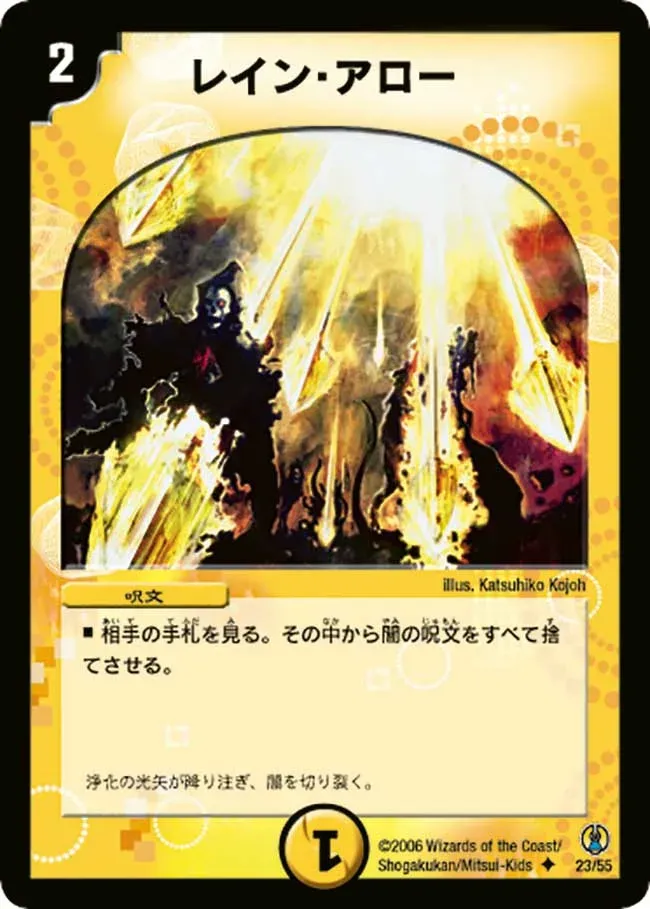 2
レイン・アロー
illus. Katsuhiko Kojoh
呪文
■ 相手の手札を見る。その中から闇の呪文をすべて捨
てさせる。
浄化の光矢が降り注ぎ、闇を切り裂く。
1
©2006 Wizards of the Coast/
Shogakukan/Mitsui-Kids ♦ 23/55